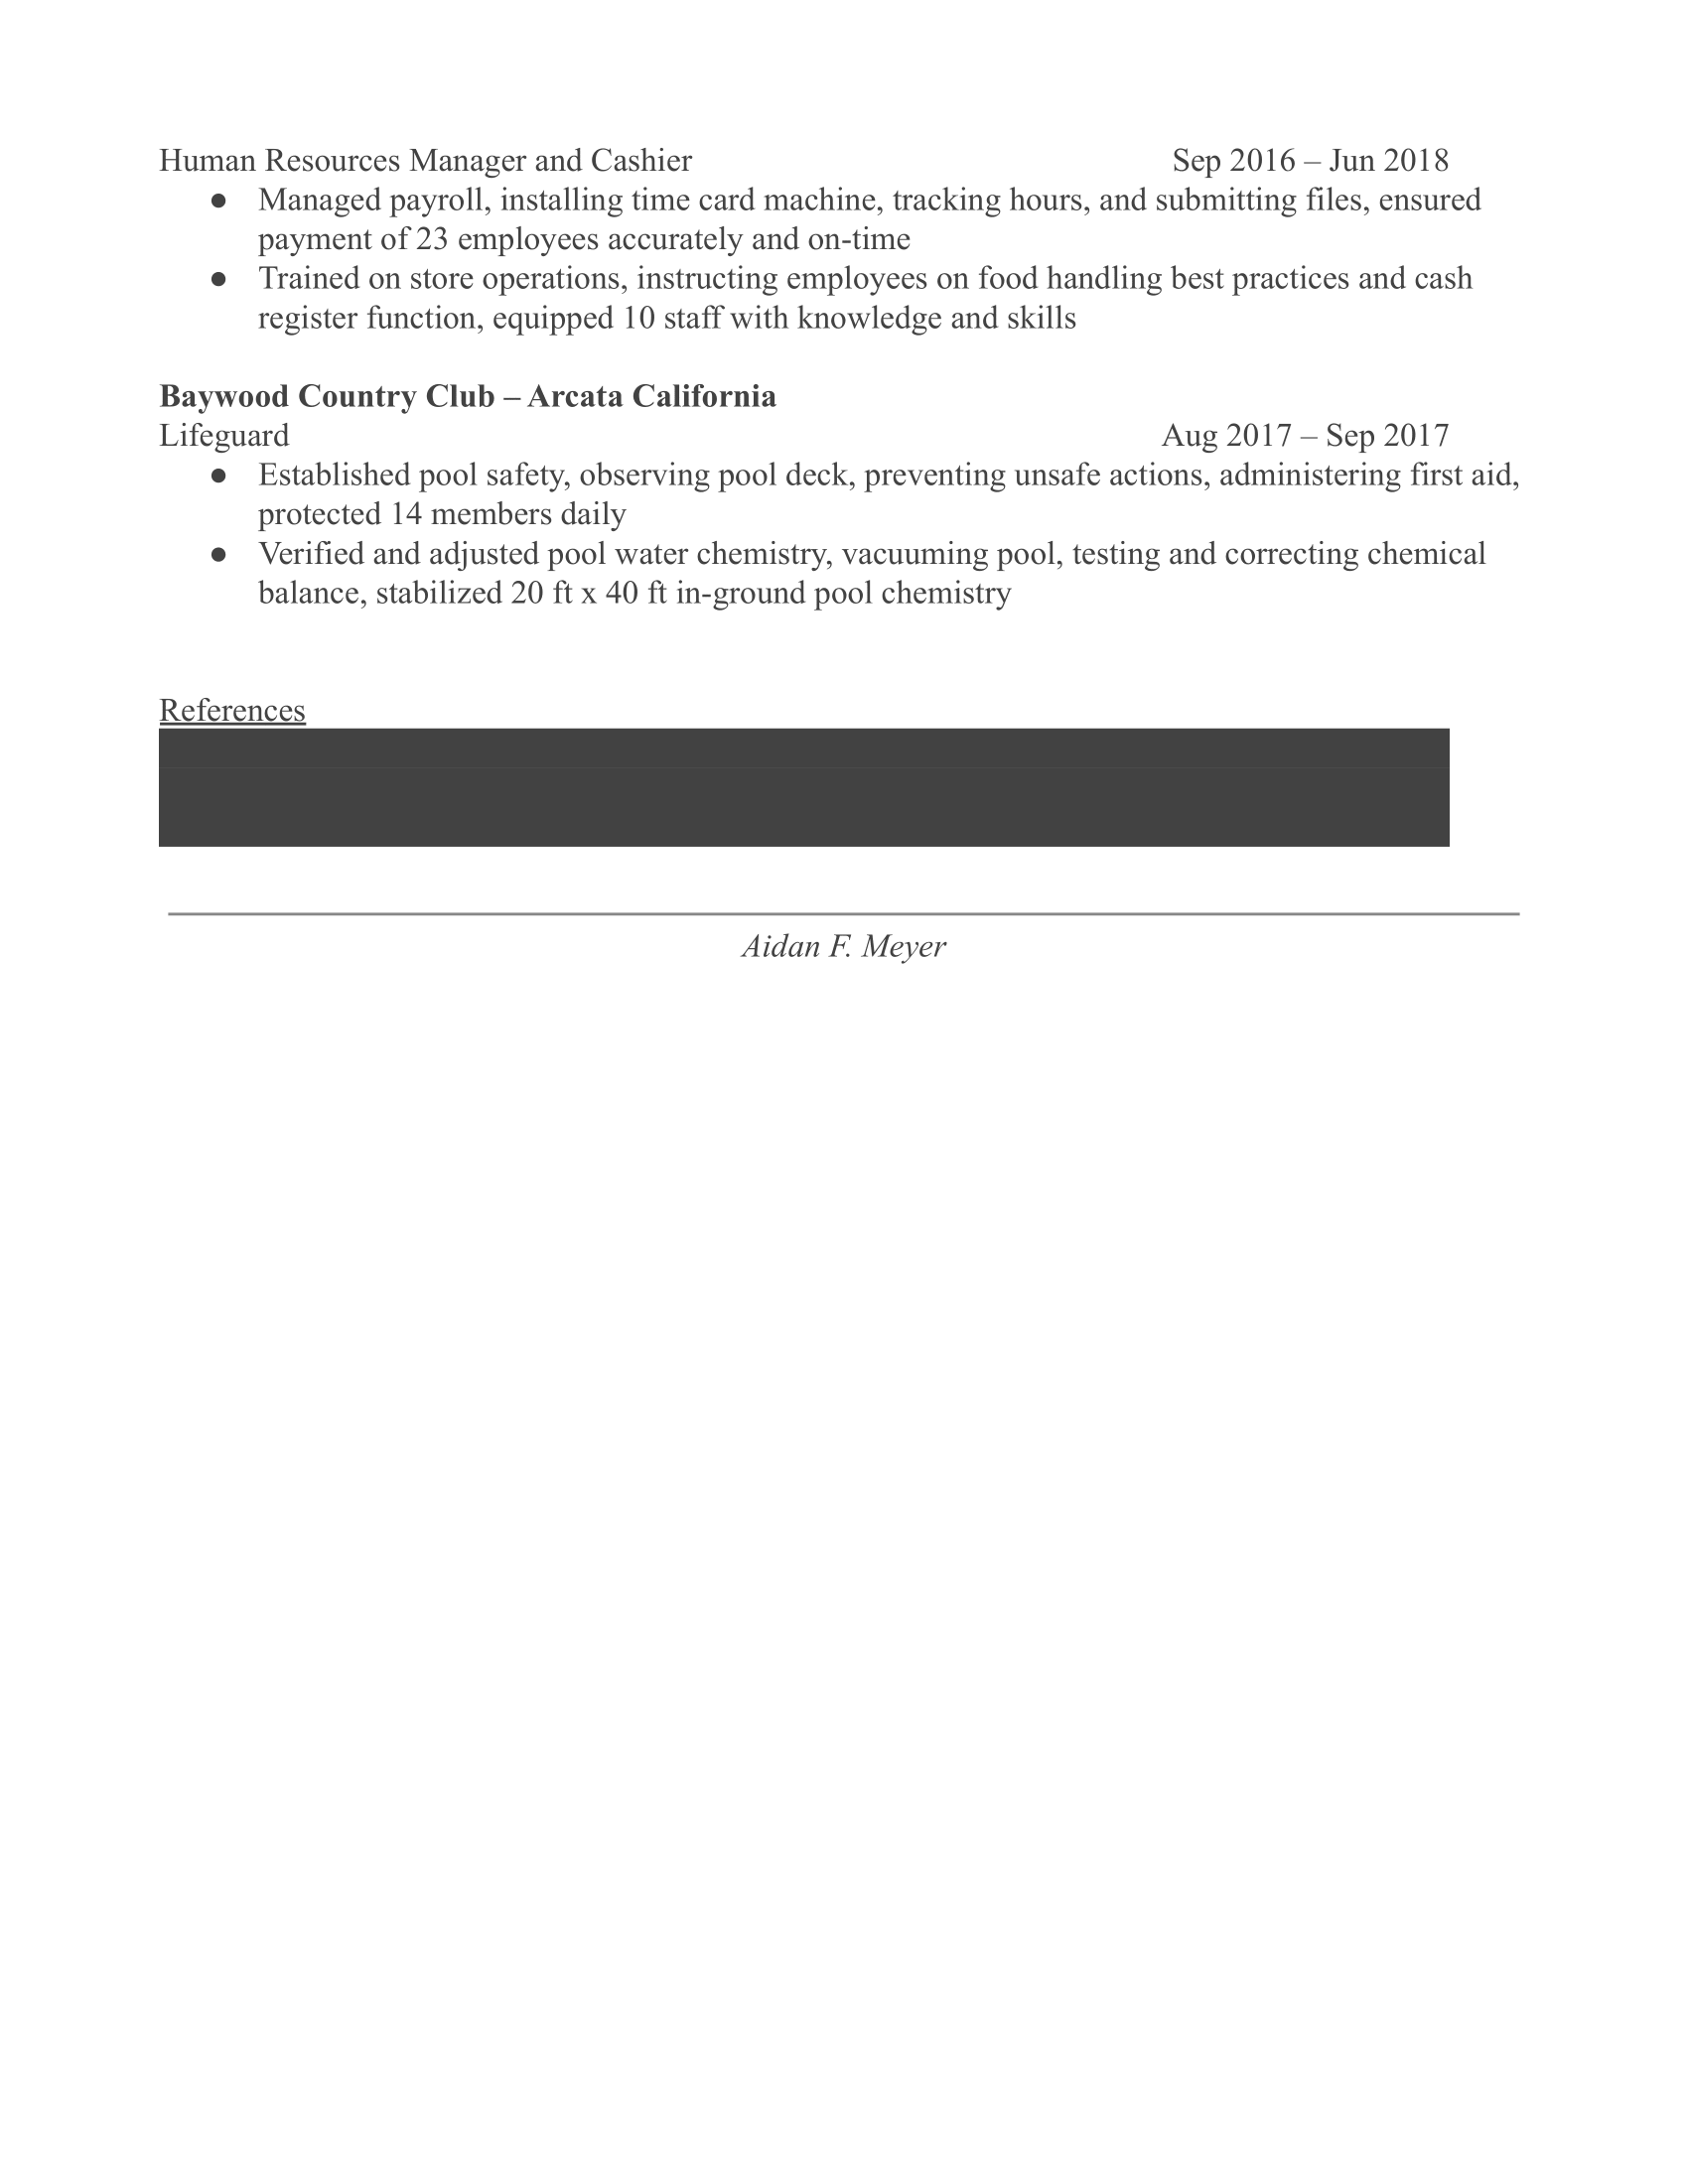 Human Resources Manager and Cashier Sep 2016 – Jun 2018
● Managed payroll, installing time card machine, tracking hours, and submitting files, ensured
payment of 23 employees accurately and on-time
● Trained on store operations, instructing employees on food handling best practices and cash
register function, equipped 10 staff with knowledge and skills
Baywood Country Club – Arcata California
Lifeguard Aug 2017 – Sep 2017
● Established pool safety, observing pool deck, preventing unsafe actions, administering first aid,
protected 14 members daily
● Verified and adjusted pool water chemistry, vacuuming pool, testing and correcting chemical
balance, stabilized 20 ft x 40 ft in-ground pool chemistry
References
Aidan F. Meyer